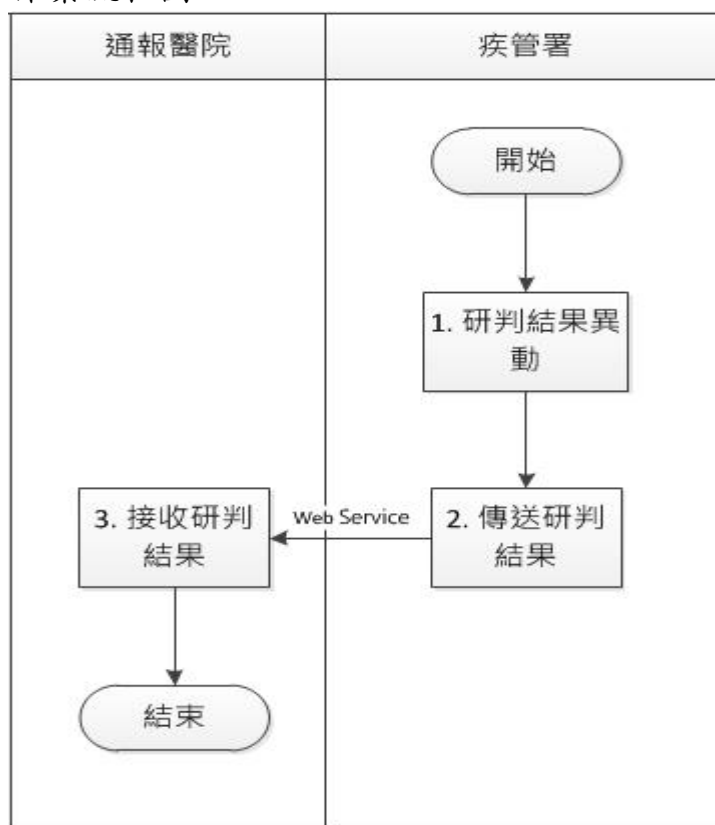 通報醫院
疾管署
開始
1. 研判結果異
動
2. 傳送研判
結果
Web Service
3. 接收研判
結果
結束